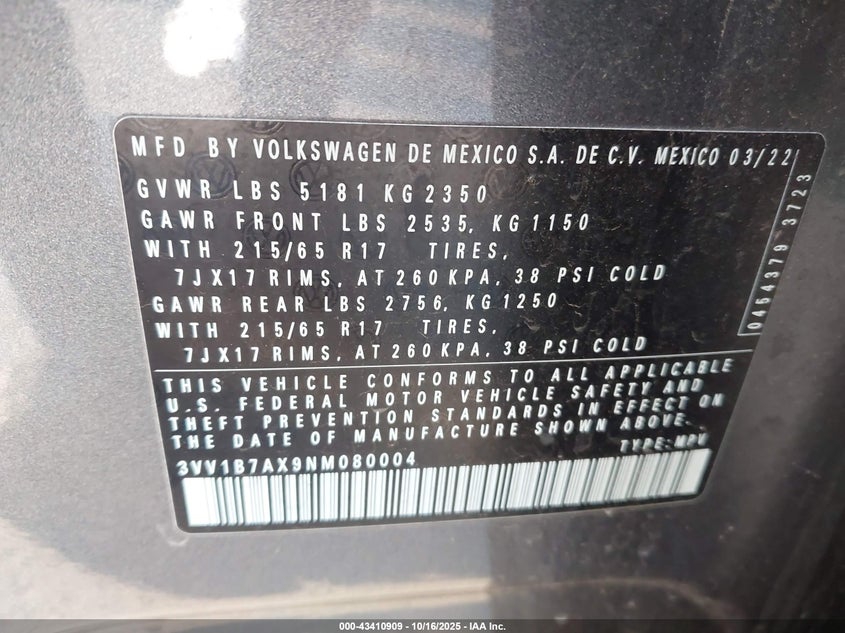 MFD BY VOLKSWAGEN DE MEXICO S.A. DE C.V. MEXICO 03/22
GVWR LBS 5181 KG 2350
GAWR FRONT LBS 2535, KG 1150
WITH 215/65 R17 TIRES,
7JX17 RIMS, AT 260 KPA, 38 PSI COLD
GAWR REAR LBS 2756, KG 1250
WITH 215/65 R17 TIRES,
7JX17 RIMS, AT 260 KPA, 38 PSI COLD
THIS VEHICLE CONFORMS TO ALL APPLICABLE
U.S. FEDERAL MOTOR VEHICLE SAFETY AND
THEFT PREVENTION STANDARDS IN EFFECT ON
THE DATE OF MANUFACTURE SHOWN ABOVE.
3VV1B7AX9NM080004 TYPE: MPV
0454379 3723
000-43410909 - 10/16/2025 - IAA Inc.